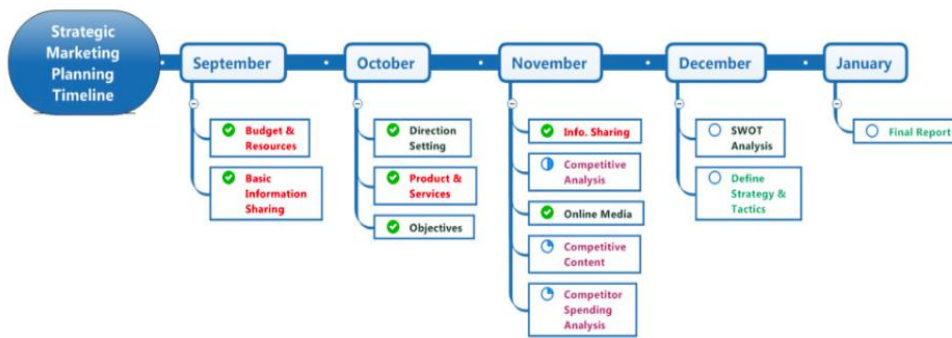 Strategic
Marketing
Planning
Timeline
September
October
November
December
January
Budget &
Resources
Basic
Information
Sharing
Direction
Setting
Product &
Services
Objectives
Info. Sharing
Competitive
Analysis
Online Media
Competitive
Content
Competitor
Spending
Analysis
SWOT
Analysis
Define
Strategy &
Tactics
Final Report